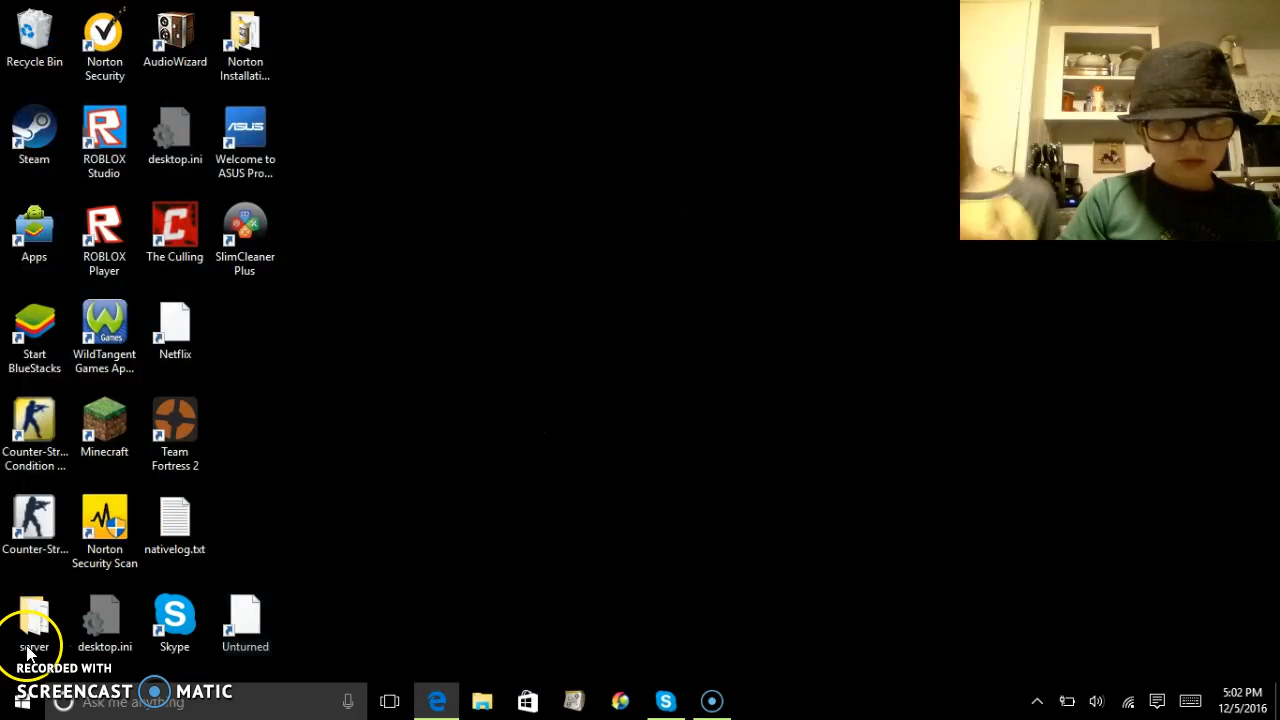 Recycle Bin
Norton
Security
AudioWizard
Norton
Installati...
Steam
ROBLOX
Studio
desktop.ini
ASUS
Welcome to
ASUS Pro...
Apps
ROBLOX
Player
The Culling
SlimCleaner
Plus
Start
BlueStacks
Games
WildTangent
Games Ap...
Netflix
Counter-Str...
Condition ...
Minecraft
Team
Fortress 2
Counter-Str...
Norton
Security Scan
nativelog.txt
server
desktop.ini
Skype
Unturned
RECORDED WITH
SCREENCAST MATIC
Ask me anything
5:02 PM
12/5/2016